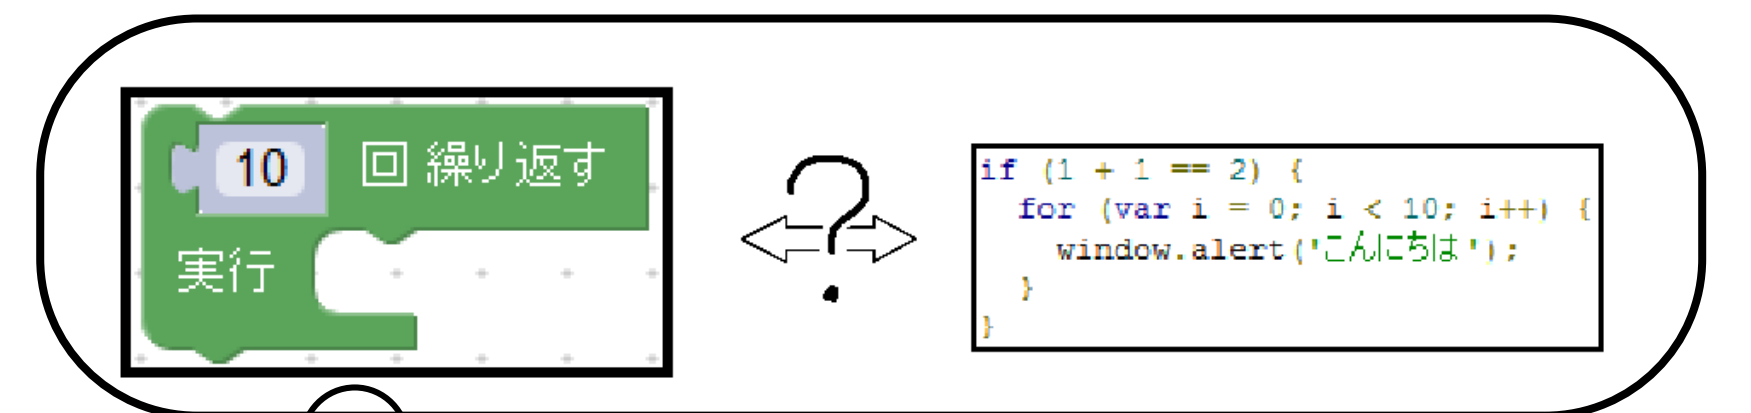 10 回 繰り返す
実行
?
if (1 + 1 == 2) {
  for (var i = 0; i < 10; i++) {
    window.alert('こんにちは');
  }
}